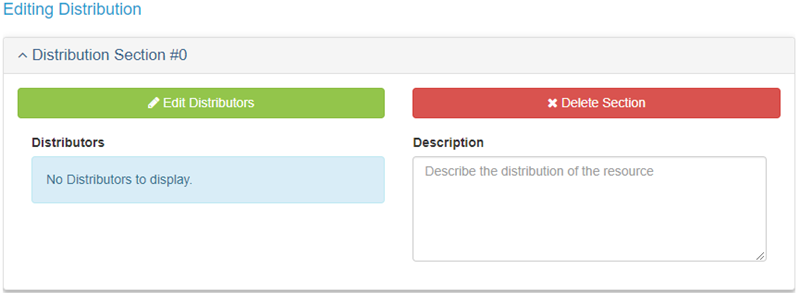 Editing Distribution
Distribution Section #0
Edit Distributors
Delete Section
Distributors
Description
No Distributors to display.
Describe the distribution of the resource